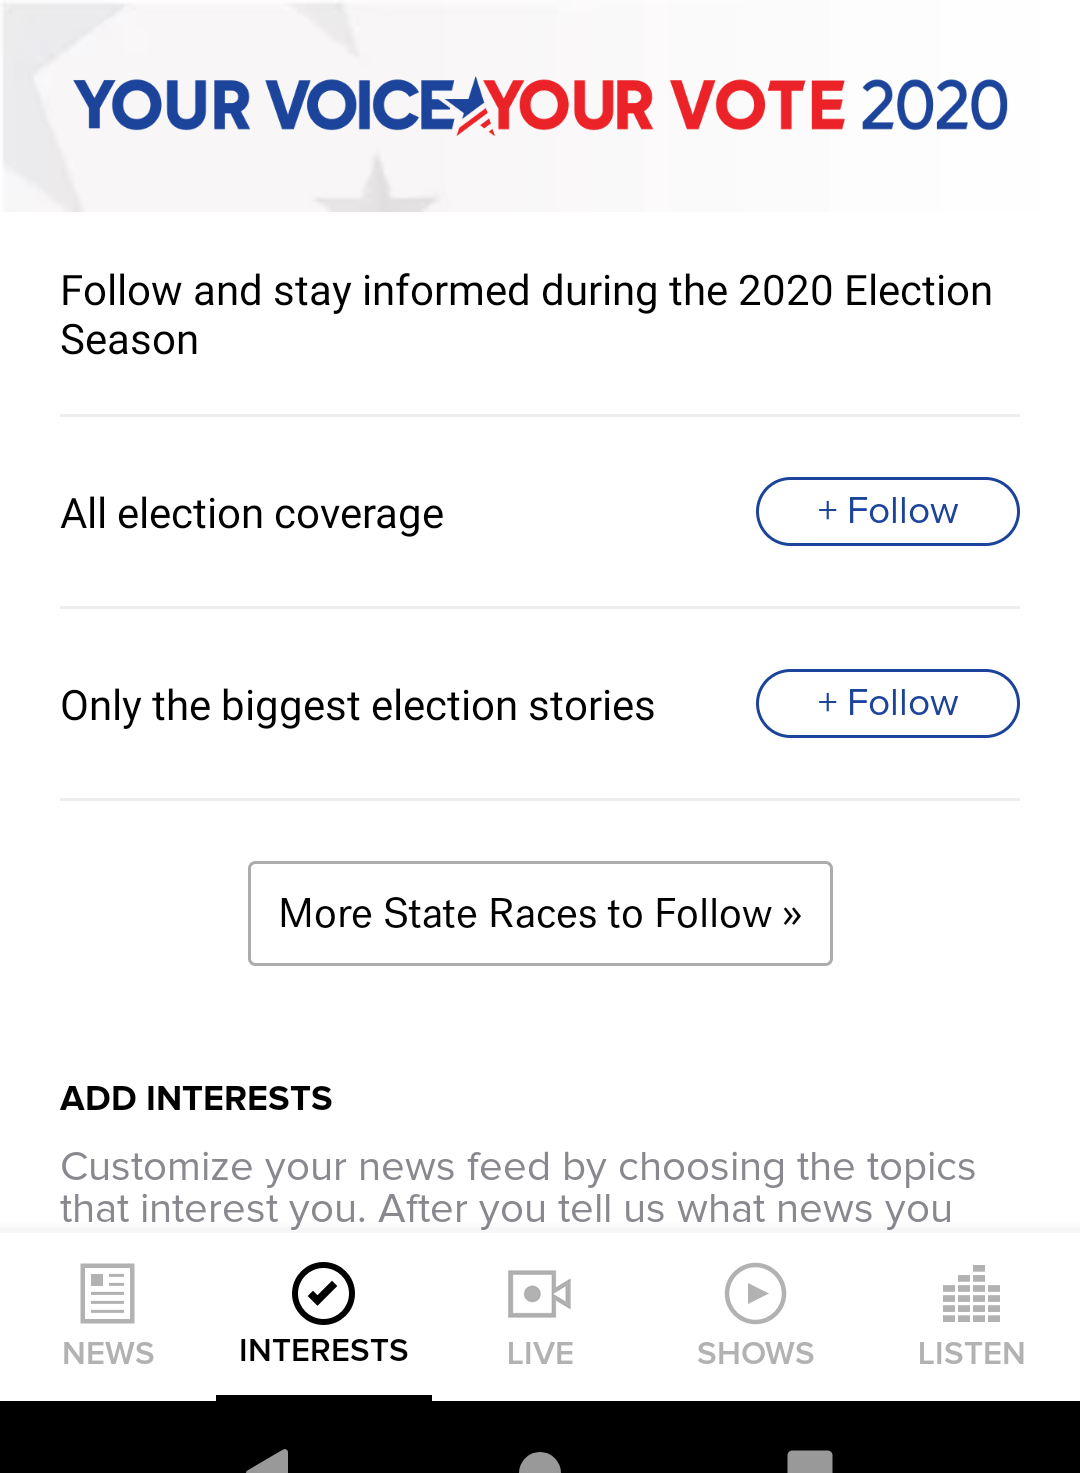 YOUR VOICE YOUR VOTE 2020
Follow and stay informed during the 2020 Election
Season
All election coverage
+ Follow
Only the biggest election stories
+ Follow
More State Races to Follow »
ADD INTERESTS
Customize your news feed by choosing the topics
that interest you. After you tell us what news you
NEWS
INTERESTS
LIVE
SHOWS
LISTEN